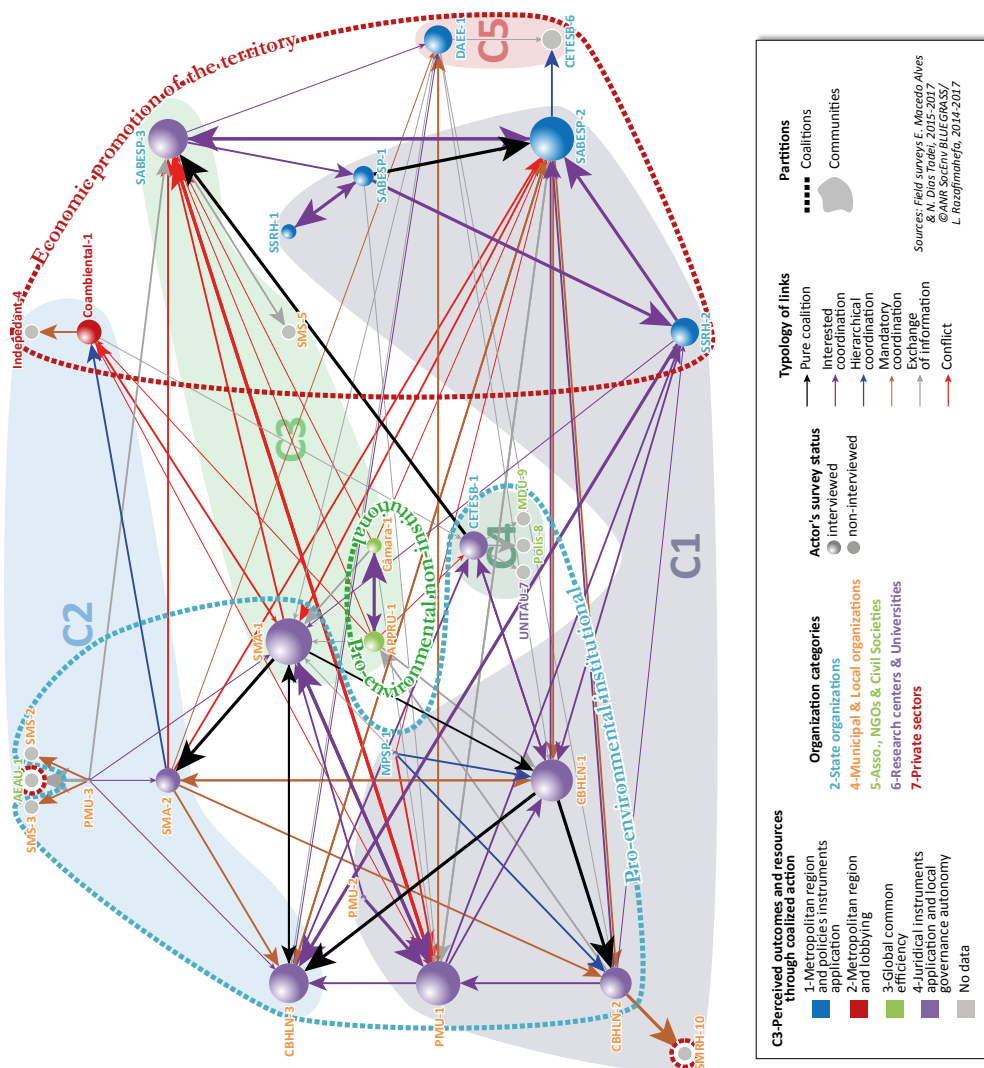 Economic promotion of the territory
Pro-environmental non-institutional
Pro-environmental institutional
C1
C2
C3
C4
C5
DAEE-1
CETESB-6
SABESP-3
SABESP-1
SABESP-2
SSRH-1
SSRH-2
Indepedant-4
Coambiental-1
SMS-5
CETESB-1
MDU-9
Polis-8
UNITAU-7
Câmara-1
APPRU-1
SMA-1
MPSP-1
SMS-2
AEAU-1
SMS-3
PMU-3
SMA-2
CBHLN-1
PMU-2
CBHLN-3
PMU-1
CBHLN-2
SMRH-10
C3-Perceived outcomes and resources
through coalized action
1-Metropolitan region
and policies instruments
application
2-Metropolitan region
and lobbying
3-Global common
efficiency
4-Juridical instruments
application and local
governance autonomy
No data
Organization categories
2-State organizations
4-Municipal & Local organizations
5-Asso., NGOs & Civil Societies
6-Research centers & Universities
7-Private sectors
Actor's survey status
interviewed
non-interviewed
Typology of links
Pure coalition
Interested
coordination
Hierarchical
coordination
Mandatory
coordination
Exchange
of information
Conflict
Partitions
Coalitions
Communities
Sources: Field surveys E. Macedo Alves
& N. Dias Tadei, 2015-2017
©ANR SocEnv BLUEGRASS/
L. Razafimahefa, 2014-2017